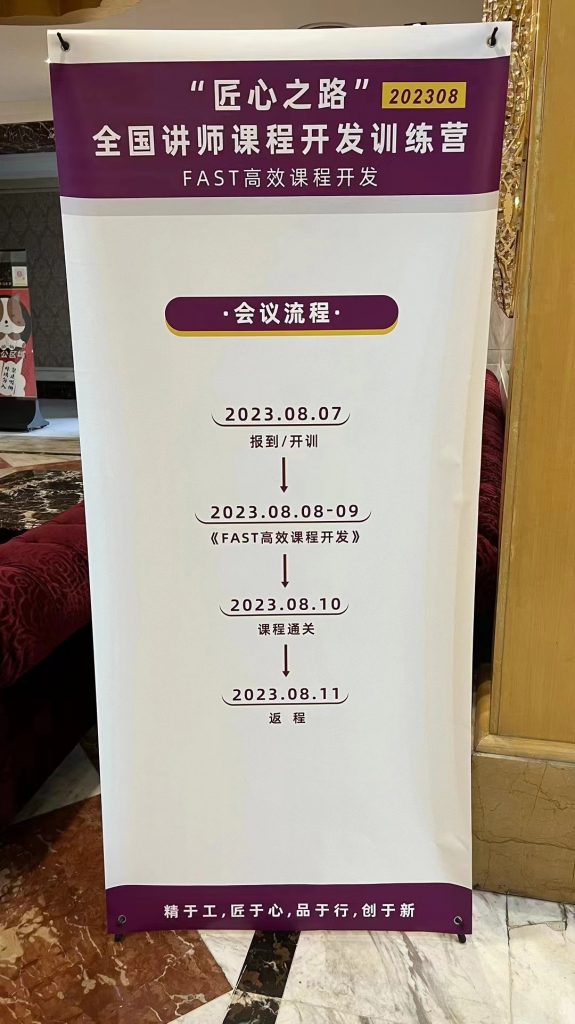 “匠心之路” 202308
全国讲师课程开发训练营
FAST高效课程开发
·会议流程·
2023.08.07
报到/开训
2023.08.08-09
《FAST高效课程开发》
2023.08.10
课程通关
2023.08.11
返 程
精于工,匠于心,品于行,创于新